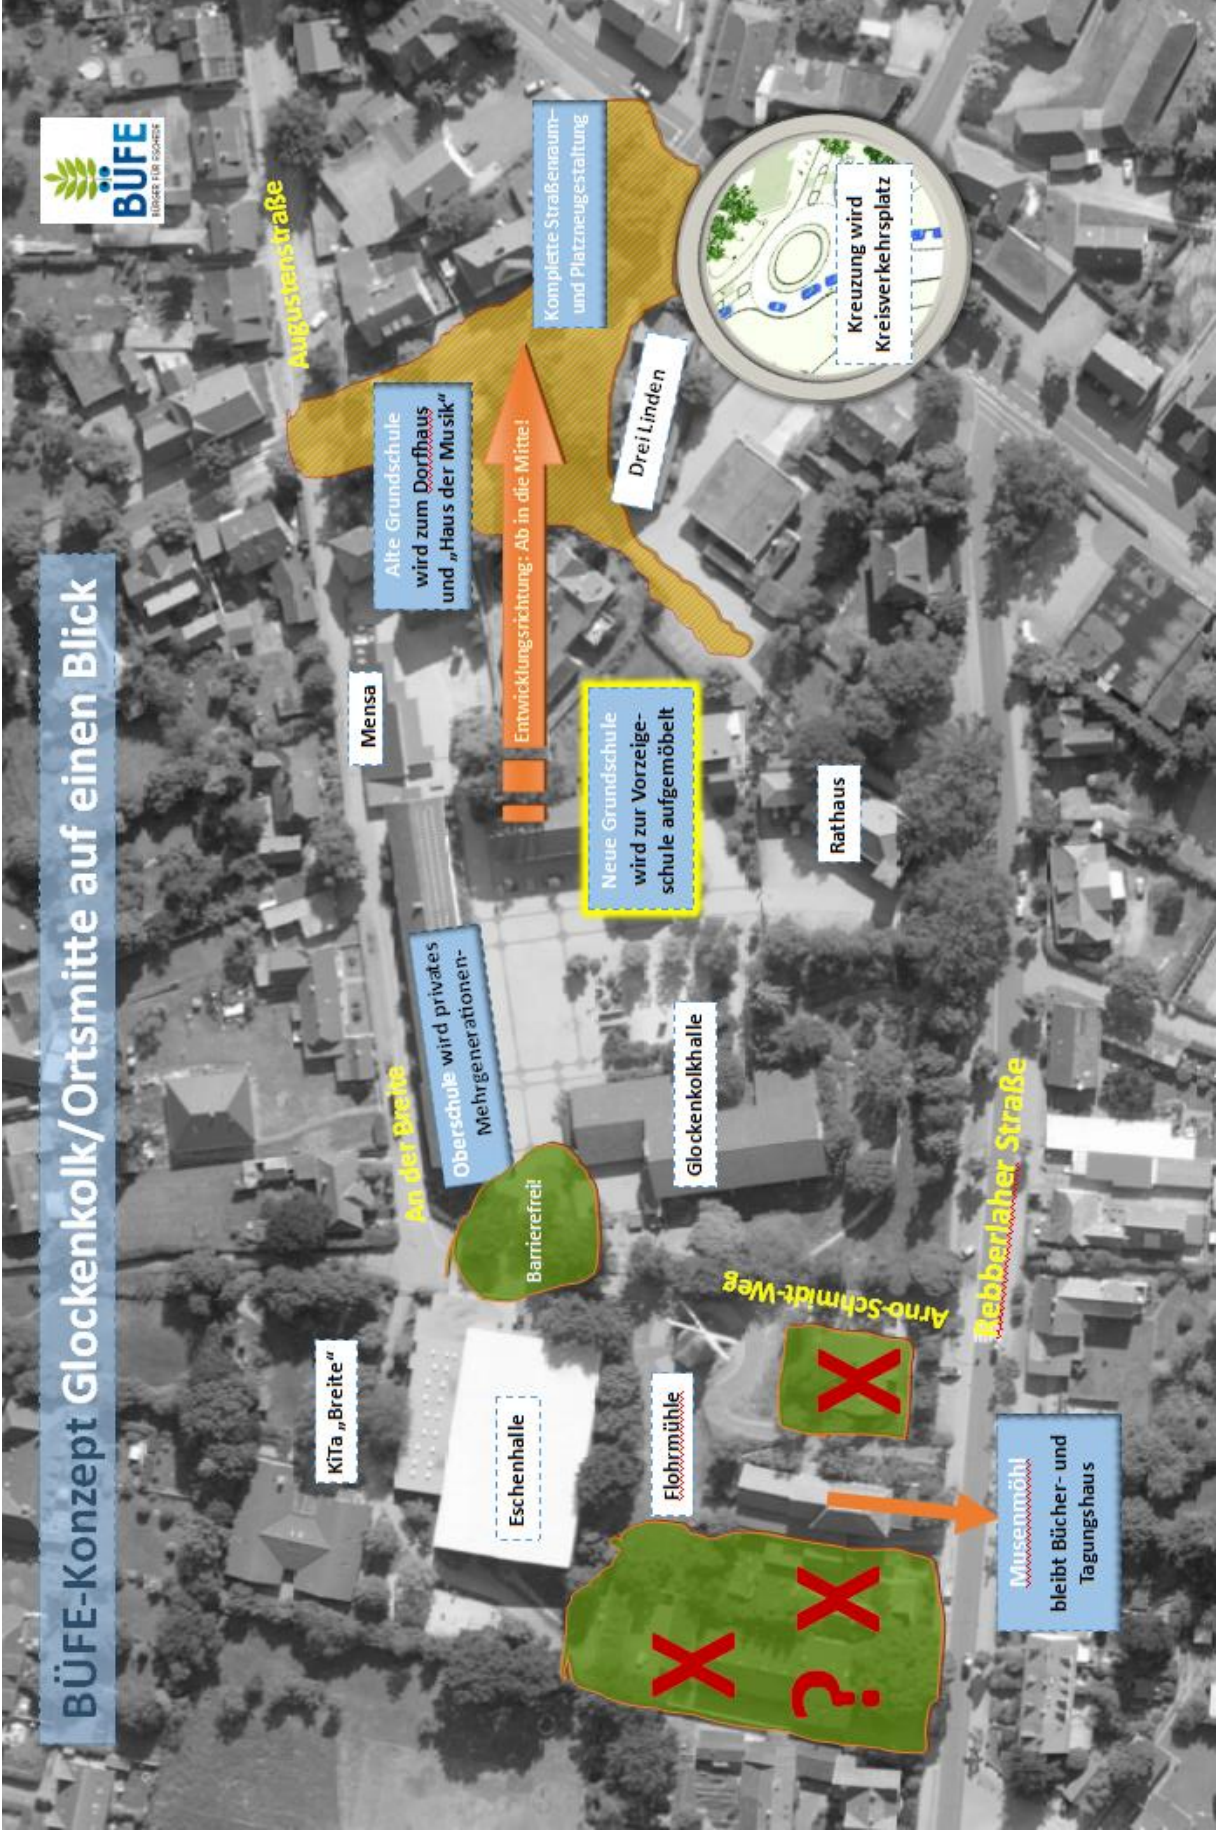 BÜFE-Konzept Glockenkolk/Ortsmitte auf einen Blick
BÜFE
BÜRGER FÜR ESCHEDE
Augustenstraße
An der Breite
KiTa „Breite“
Mensa
Alte Grundschule
wird zum Dorfhaus
und „Haus der Musik“
Oberschule wird privates
Mehrgenerationen-
Entwicklungsrichtung: Ab in die Mitte!
Komplette Straßenraum–
und Platzneugestaltung
Barrierefrei!
Eschenhalle
Neue Grundschule
wird zur Vorzeige-
schule aufgemöbelt
Drei Linden
Flohrmühle
Glockenkolkhalle
Rathaus
Kreuzung wird
Kreisverkehrsplatz
X
? X
X
Arno-Schmidt-Weg
Rebberlaher Straße
Musenmöhl
bleibt Bücher- und
Tagungshaus